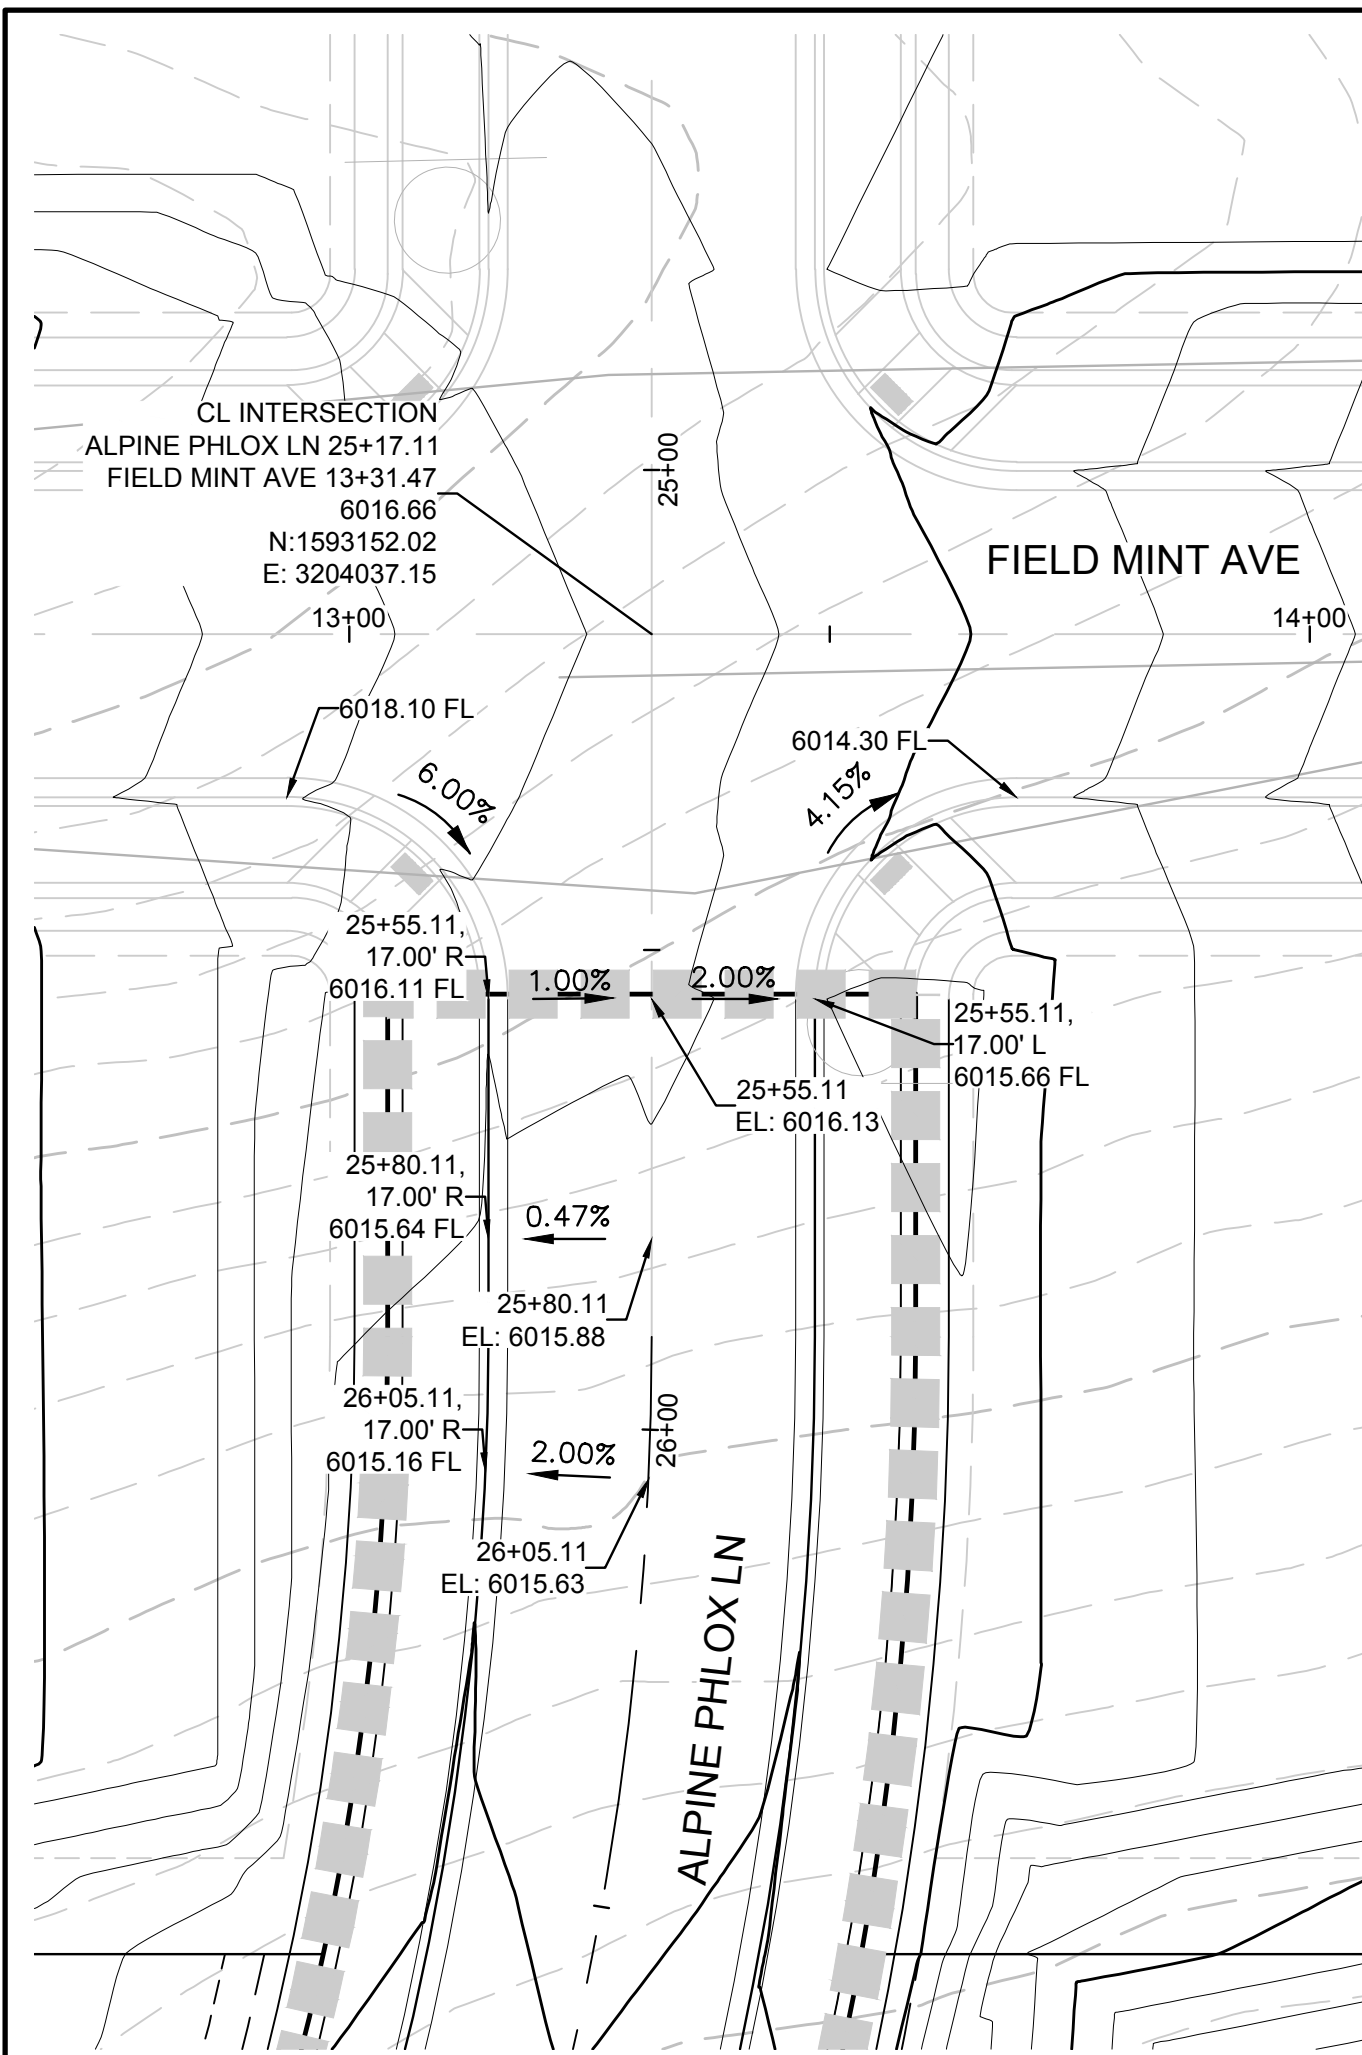 CL INTERSECTION
ALPINE PHLOX LN 25+17.11
FIELD MINT AVE 13+31.47
6016.66
N:1593152.02
E: 3204037.15
25+00
FIELD MINT AVE
13+00
14+00
6018.10 FL
6014.30 FL
6.00%
4.15%
25+55.11,
17.00' R
6016.11 FL
1.00%
2.00%
25+55.11,
17.00' L
6015.66 FL
25+55.11
EL: 6016.13
25+80.11,
17.00' R
6015.64 FL
0.47%
25+80.11
EL: 6015.88
26+05.11,
17.00' R
6015.16 FL
26+00
2.00%
26+05.11
EL: 6015.63
ALPINE PHLOX LN